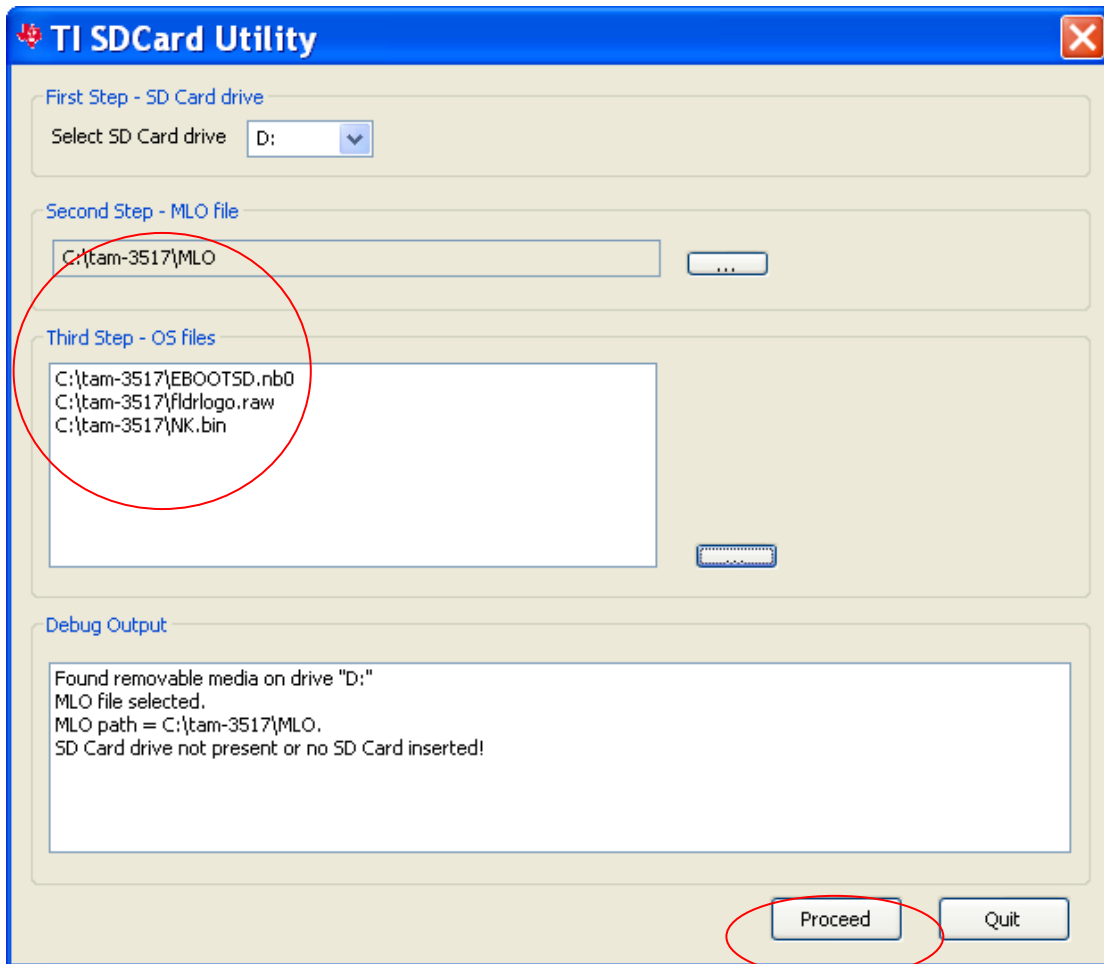 TI SDCard Utility
First Step - SD Card drive
Select SD Card drive D:
Second Step - MLO file
C:\tam-3517\MLO
...
Third Step - OS files
C:\tam-3517\EBOOTSD.nb0
C:\tam-3517\fldrlogo.raw
C:\tam-3517\NK.bin
...
Debug Output
Found removable media on drive "D:"
MLO file selected.
MLO path = C:\tam-3517\MLO.
SD Card drive not present or no SD Card inserted!
Proceed Quit